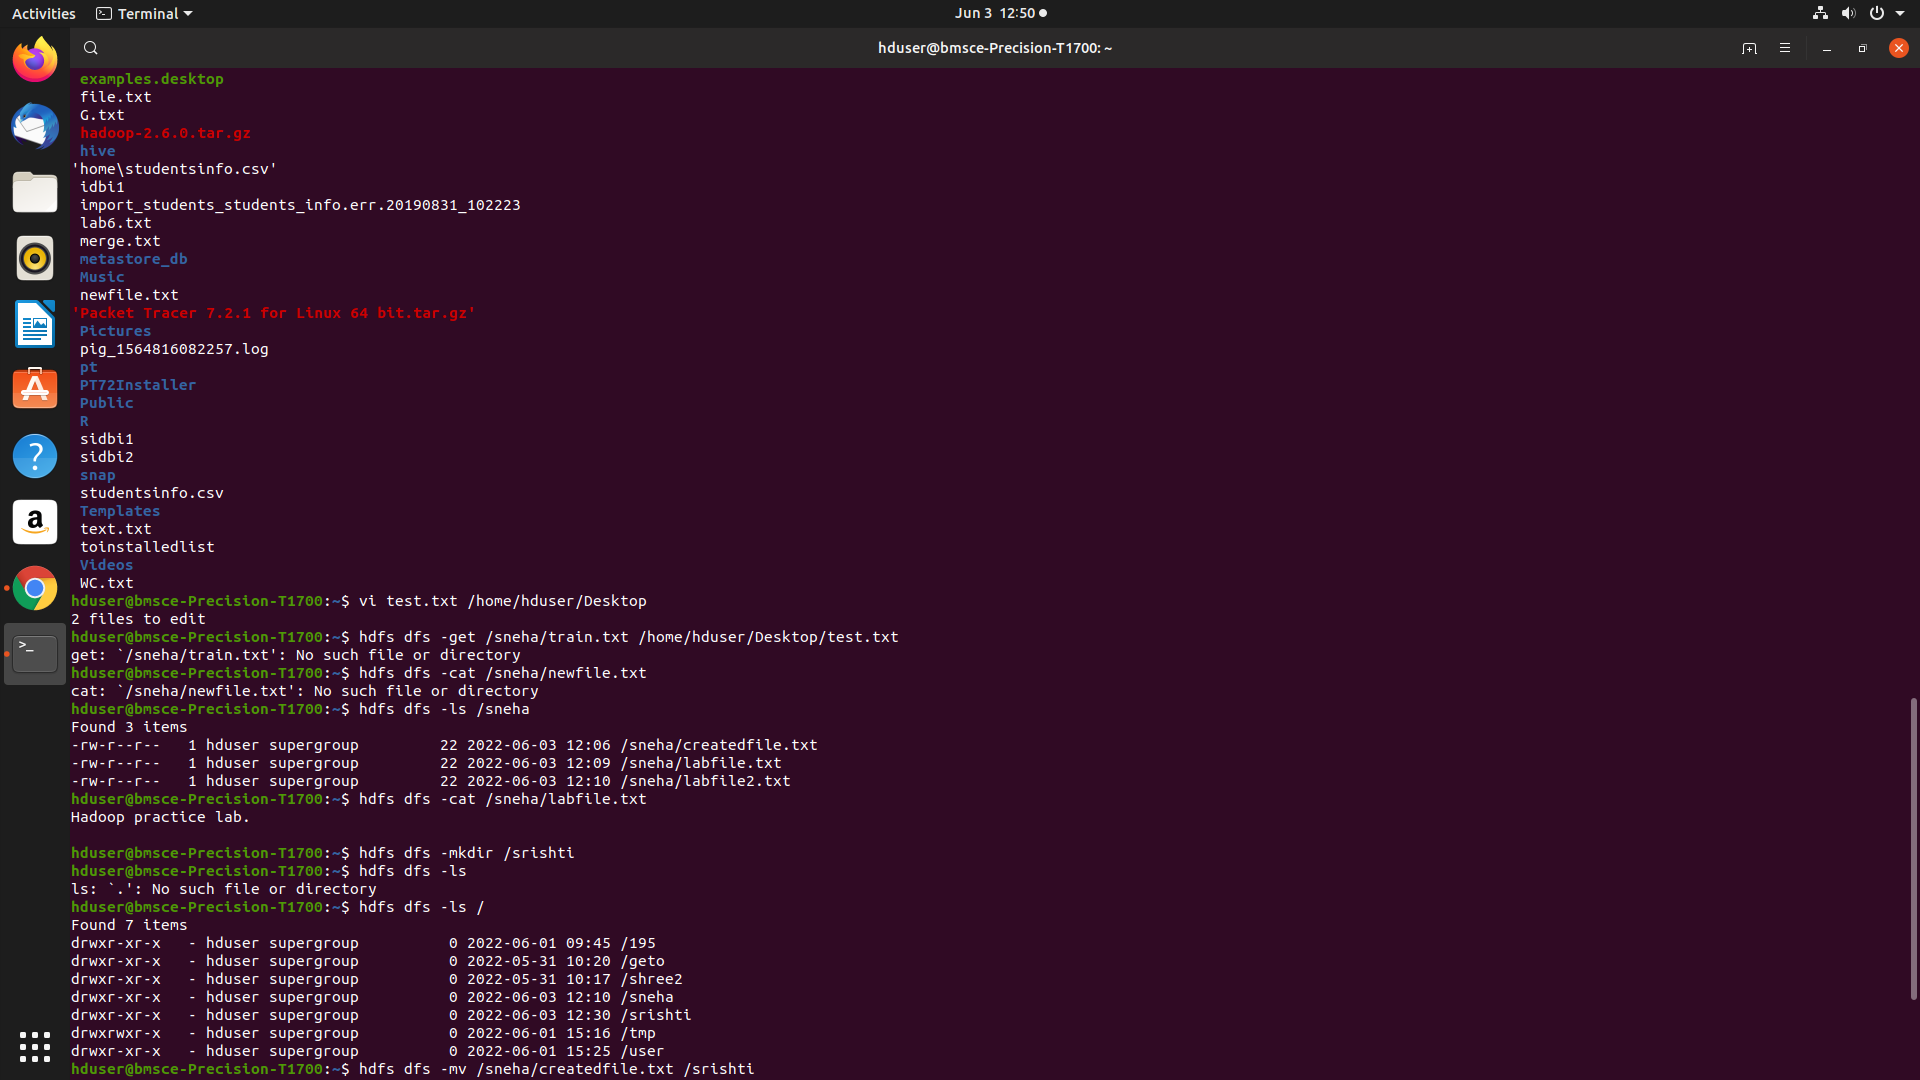 Activities
Terminal
Jun 3 12:50
hduser@bmsce-Precision-T1700: ~
examples.desktop
file.txt
G.txt
hadoop-2.6.0.tar.gz
hive
'home\studentsinfo.csv'
idbi1
import_students_students_info.err.20190831_102223
lab6.txt
merge.txt
metastore_db
Music
newfile.txt
'Packet Tracer 7.2.1 for Linux 64 bit.tar.gz'
Pictures
pig_1564816082257.log
pt
PT72Installer
Public
R
sidbi1
sidbi2
snap
studentsinfo.csv
Templates
text.txt
toinstalledlist
Videos
WC.txt
hduser@bmsce-Precision-T1700:~$ vi test.txt /home/hduser/Desktop
2 files to edit
hduser@bmsce-Precision-T1700:~$ hdfs dfs -get /sneha/train.txt /home/hduser/Desktop/test.txt
get: `/sneha/train.txt': No such file or directory
hduser@bmsce-Precision-T1700:~$ hdfs dfs -cat /sneha/newfile.txt
cat: `/sneha/newfile.txt': No such file or directory
hduser@bmsce-Precision-T1700:~$ hdfs dfs -ls /sneha
Found 3 items
-rw-r--r--   1 hduser supergroup         22 2022-06-03 12:06 /sneha/createdfile.txt
-rw-r--r--   1 hduser supergroup         22 2022-06-03 12:09 /sneha/labfile.txt
-rw-r--r--   1 hduser supergroup         22 2022-06-03 12:10 /sneha/labfile2.txt
hduser@bmsce-Precision-T1700:~$ hdfs dfs -cat /sneha/labfile.txt
Hadoop practice lab.
hduser@bmsce-Precision-T1700:~$ hdfs dfs -mkdir /srishti
hduser@bmsce-Precision-T1700:~$ hdfs dfs -ls
ls: `.': No such file or directory
hduser@bmsce-Precision-T1700:~$ hdfs dfs -ls /
Found 7 items
drwxr-xr-x   - hduser supergroup          0 2022-06-01 09:45 /195
drwxr-xr-x   - hduser supergroup          0 2022-05-31 10:20 /geto
drwxr-xr-x   - hduser supergroup          0 2022-05-31 10:17 /shree2
drwxr-xr-x   - hduser supergroup          0 2022-06-03 12:10 /sneha
drwxr-xr-x   - hduser supergroup          0 2022-06-03 12:30 /srishti
drwxrwxr-x   - hduser supergroup          0 2022-06-01 15:16 /tmp
drwxr-xr-x   - hduser supergroup          0 2022-06-01 15:25 /user
hduser@bmsce-Precision-T1700:~$ hdfs dfs -mv /sneha/createdfile.txt /srishti